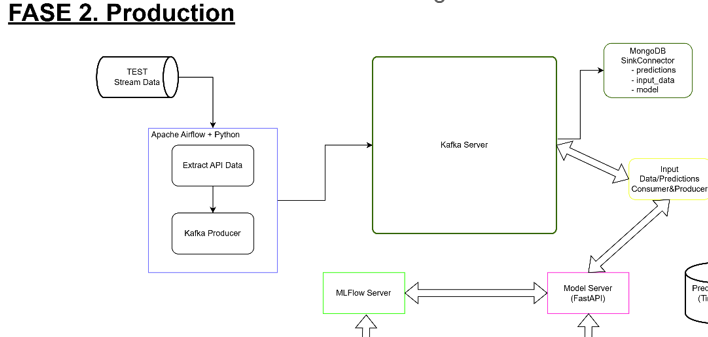 FASE 2. Production
TEST
Stream Data
Apache Airflow + Python
Extract API Data
Kafka Producer
Kafka Server
MongoDB
SinkConnector
- predictions
- input_data
- model
Input
Data/Predictions
Consumer&Producer
MLFlow Server
Model Server
(FastAPI)